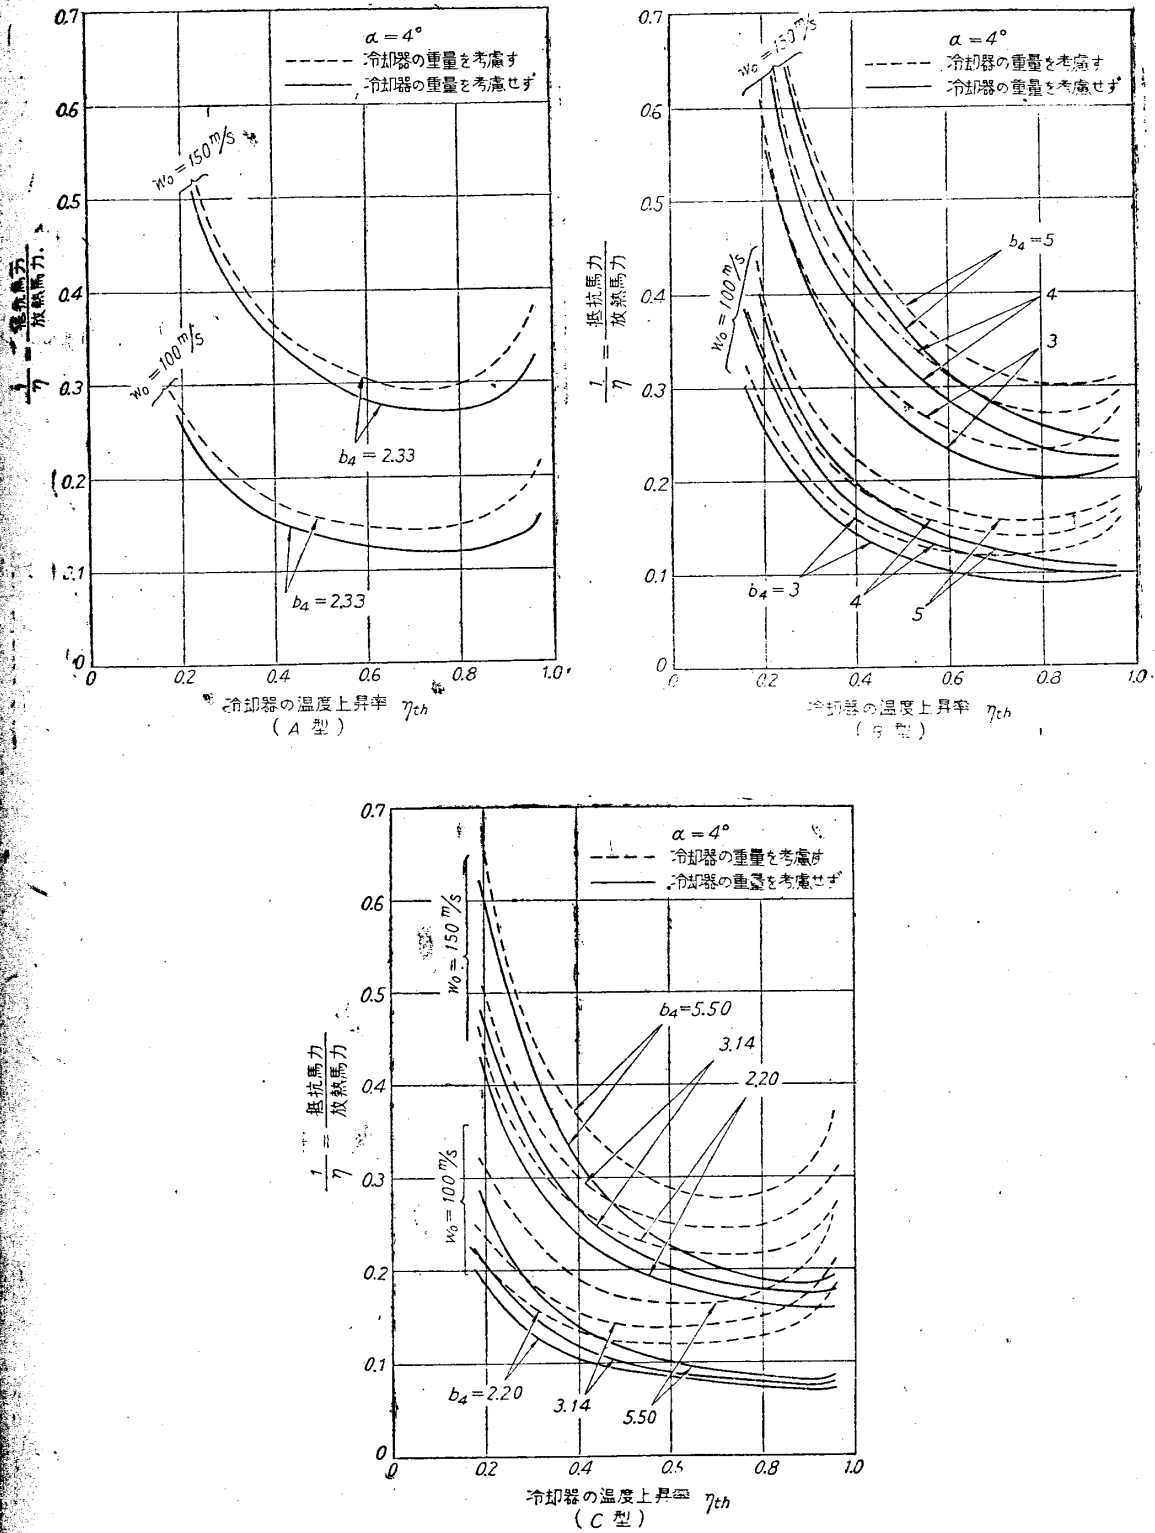 α = 4°
冷却器の重量を考慮す
冷却器の重量を考慮せず
w₀ = 150 m/s
w₀ = 100 m/s
b₄ = 2.33
b₄ = 2.33
1/η = 抵抗馬力/放熱馬力
0.7
0.6
0.5
0.4
0.3
0.2
0.1
0
0 0.2 0.4 0.6 0.8 1.0
冷却器の温度上昇率 ηth
(A 型)
α = 4°
冷却器の重量を考慮す
冷却器の重量を考慮せず
w₀ = 150 m/s
w₀ = 100 m/s
b₄ = 5
4
3
b₄ = 3
4
5
1/η = 抵抗馬力/放熱馬力
0.7
0.6
0.5
0.4
0.3
0.2
0.1
0
0 0.2 0.4 0.6 0.8 1.0
冷却器の温度上昇率 ηth
(B 型)
α = 4°
冷却器の重量を考慮す
冷却器の重量を考慮せず
w₀ = 150 m/s
w₀ = 100 m/s
b₄ = 5.50
3.14
2.20
b₄ = 2.20
3.14
5.50
1/η = 抵抗馬力/放熱馬力
0.7
0.6
0.5
0.4
0.3
0.2
0.1
0
0 0.2 0.4 0.6 0.8 1.0
冷却器の温度上昇率 ηth
(C 型)